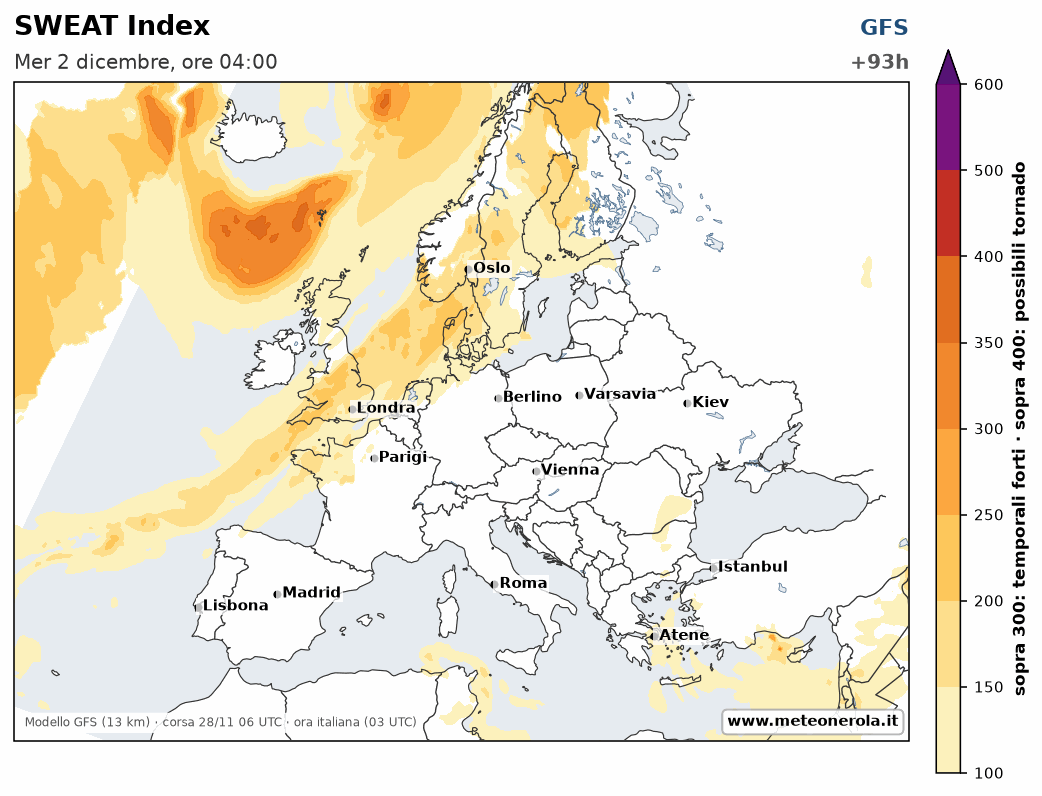 SWEAT Index
GFS
Mer 2 dicembre, ore 04:00
+93h
600
500
400
350
300
250
200
150
100
sopra 300: temporali forti · sopra 400: possibili tornado
Oslo
Berlino
Varsavia
Kiev
Londra
Parigi
Vienna
Istanbul
Roma
Madrid
Lisbona
Atene
Modello GFS (13 km) · corsa 28/11 06 UTC · ora italiana (03 UTC)
www.meteonerola.it